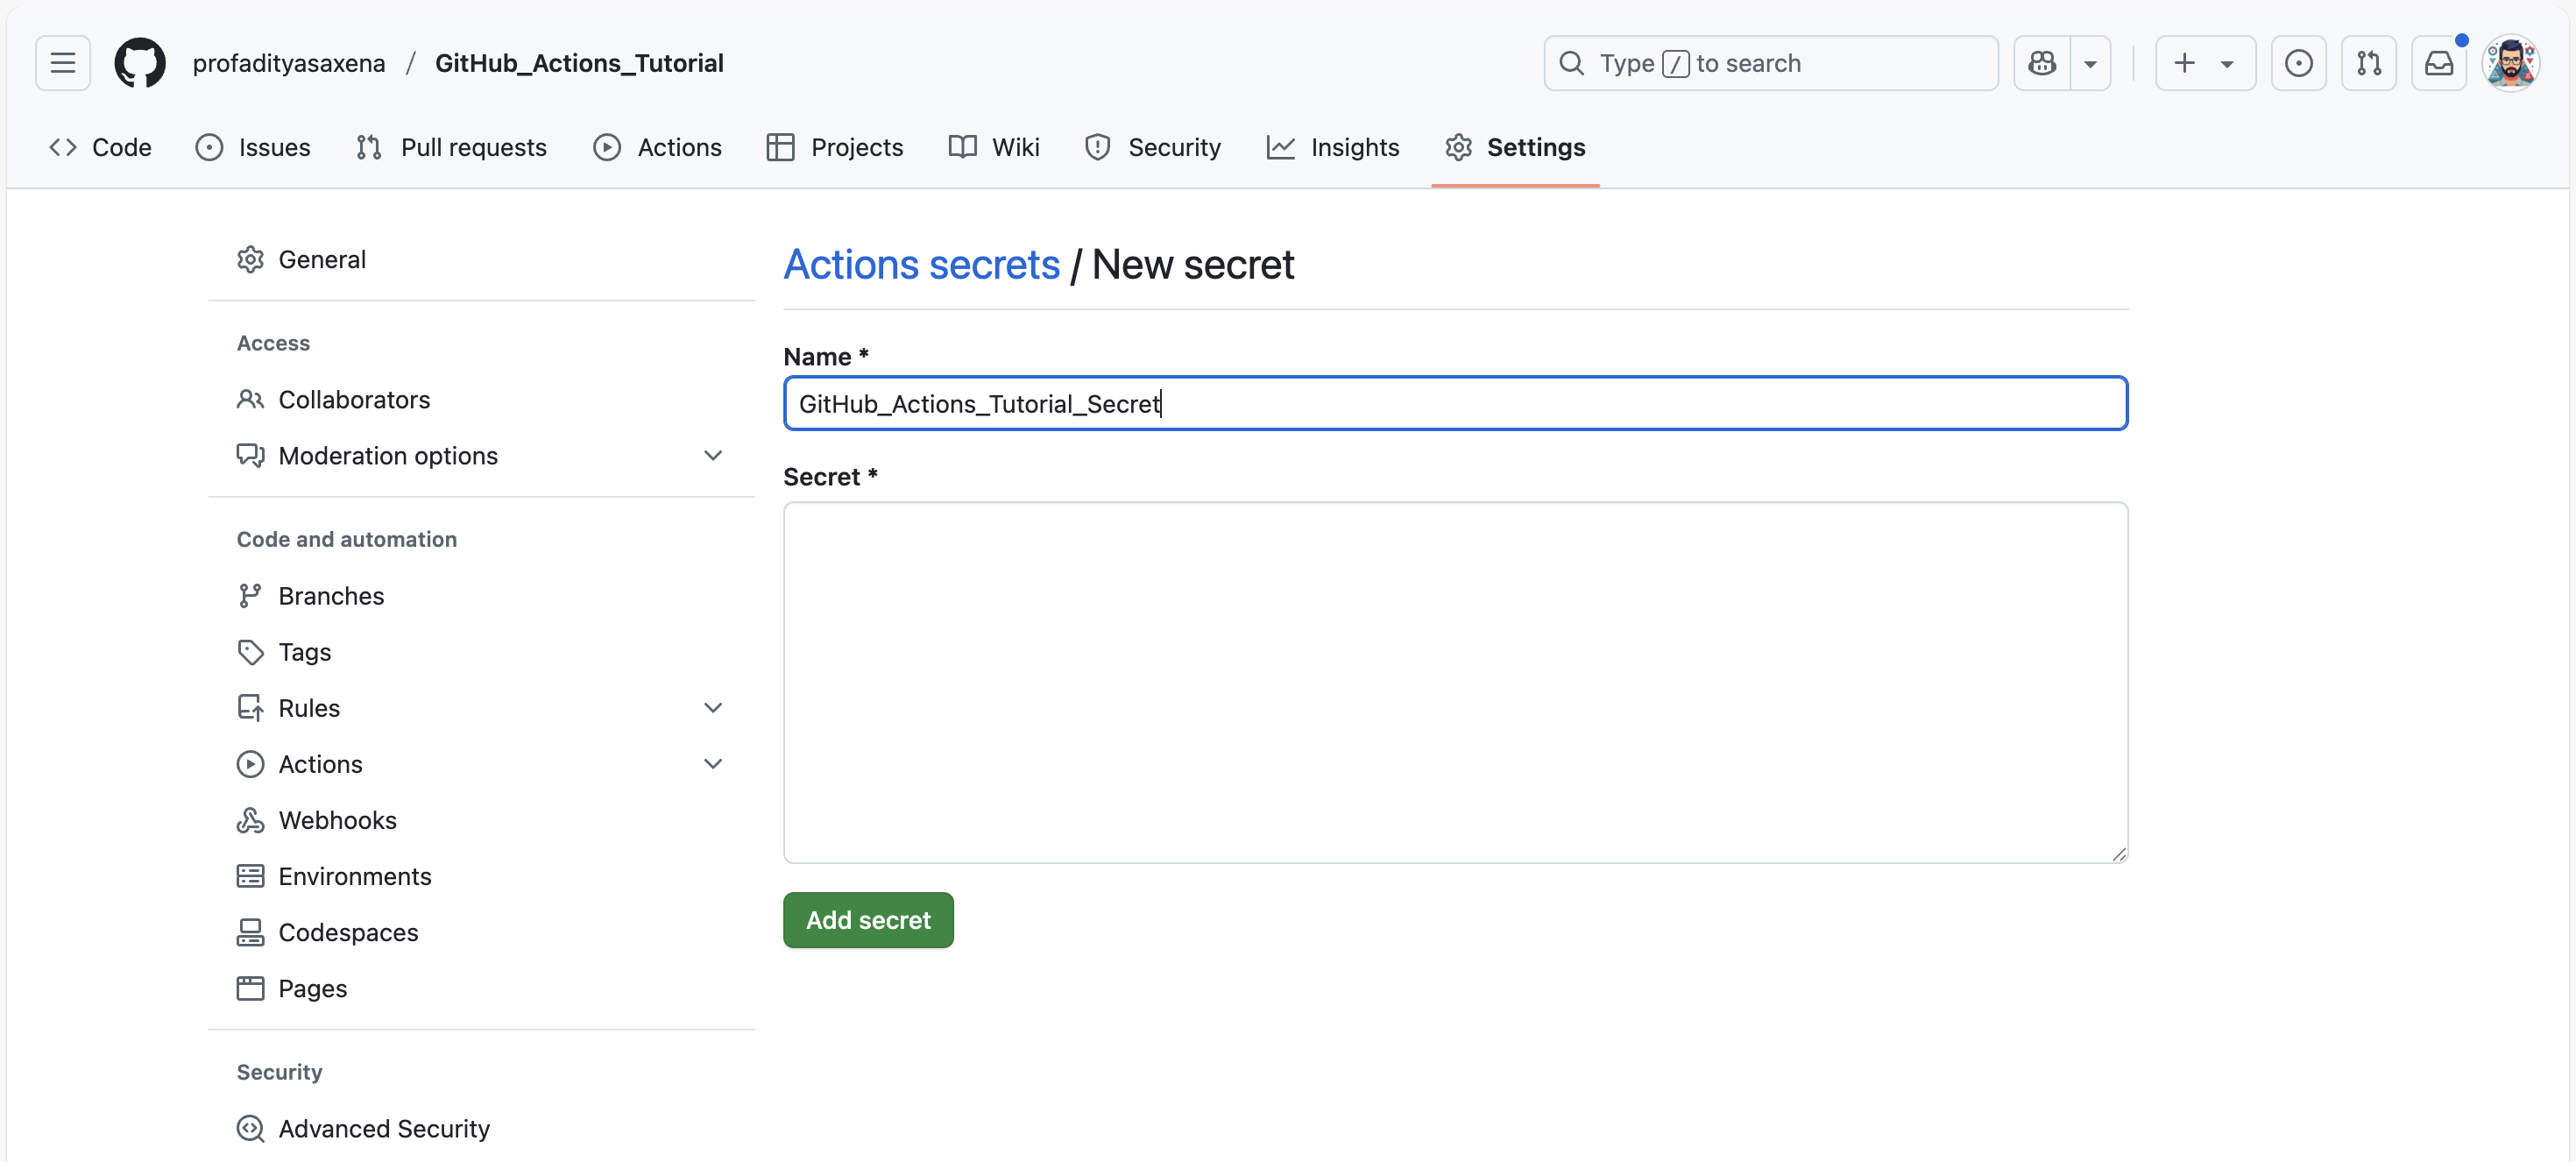 profadityasaxena / GitHub_Actions_Tutorial
Type / to search
Code Issues Pull requests Actions Projects Wiki Security Insights Settings
General
Access
Collaborators
Moderation options
Code and automation
Branches
Tags
Rules
Actions
Webhooks
Environments
Codespaces
Pages
Security
Advanced Security
Actions secrets / New secret
Name *
GitHub_Actions_Tutorial_Secret
Secret *
Add secret